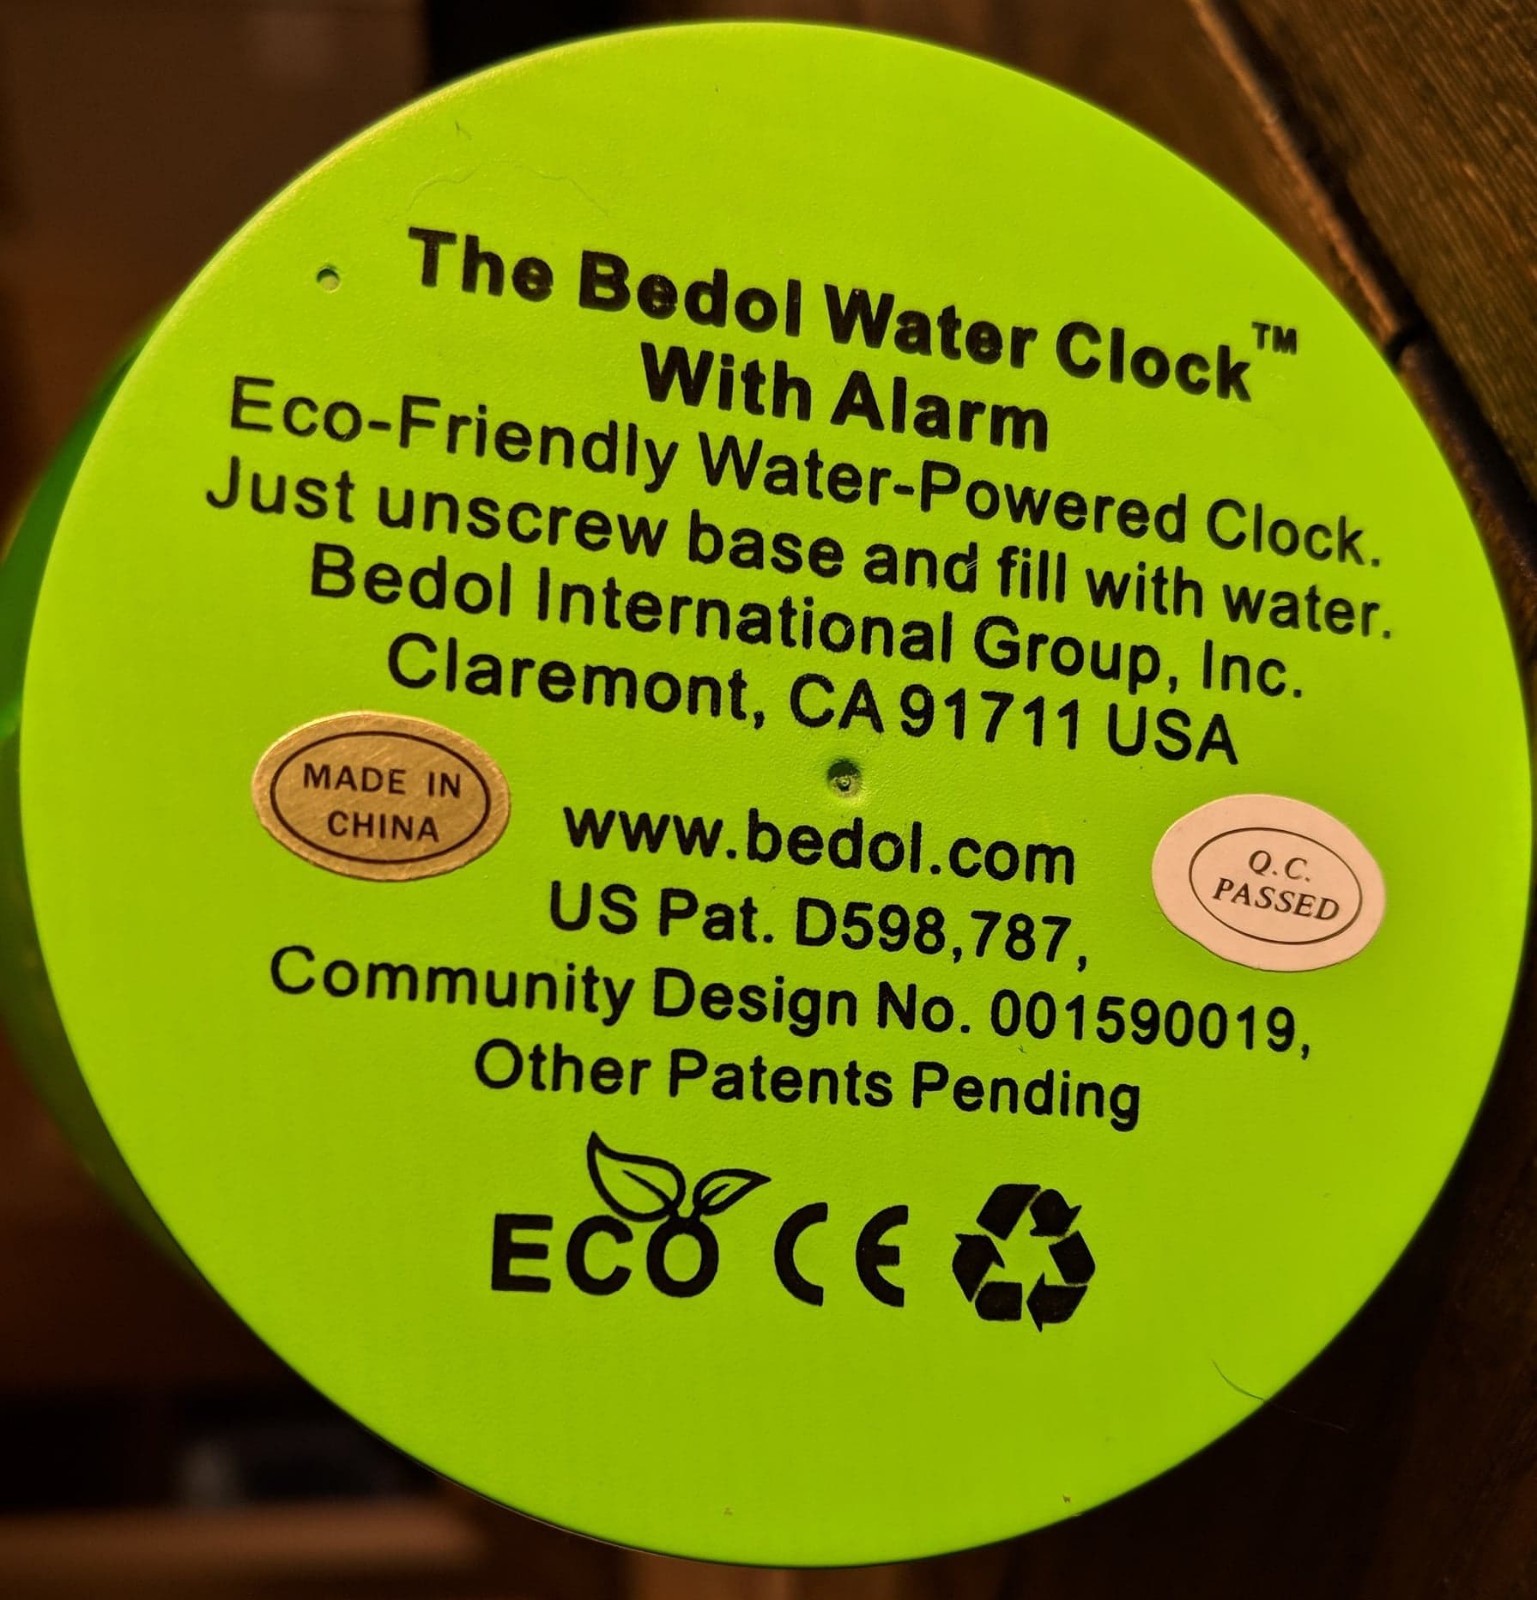 The Bedol Water Clock™
With Alarm
Eco-Friendly Water-Powered Clock.
Just unscrew base and fill with water.
Bedol International Group, Inc.
Claremont, CA 91711 USA
MADE IN
CHINA
www.bedol.com
Q.C.
PASSED
US Pat. D598,787,
Community Design No. 001590019,
Other Patents Pending
ECO CE